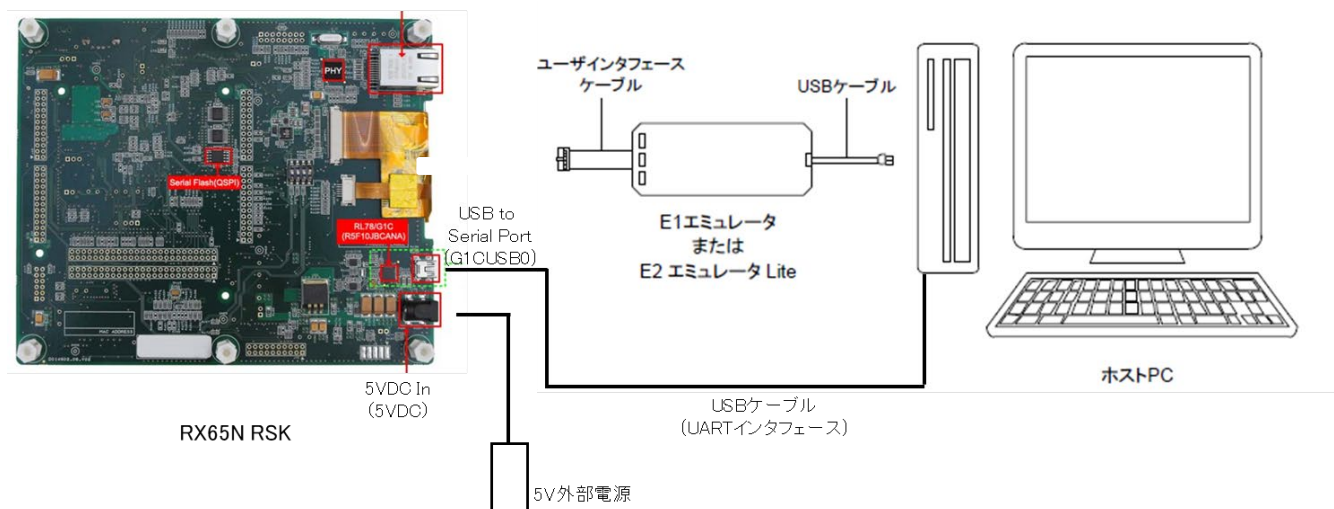 PHY
Serial Flash(QSPI)
RL78/G1C
(R5F10JBCANA)
MAC ADDRESS
USB to
Serial Port
(G1CUSB0)
5VDC In
(5VDC)
RX65N RSK
5V外部電源
ユーザインタフェース
ケーブル
USBケーブル
E1エミュレータ
または
E2 エミュレータ Lite
USBケーブル
(UARTインタフェース)
ホストPC